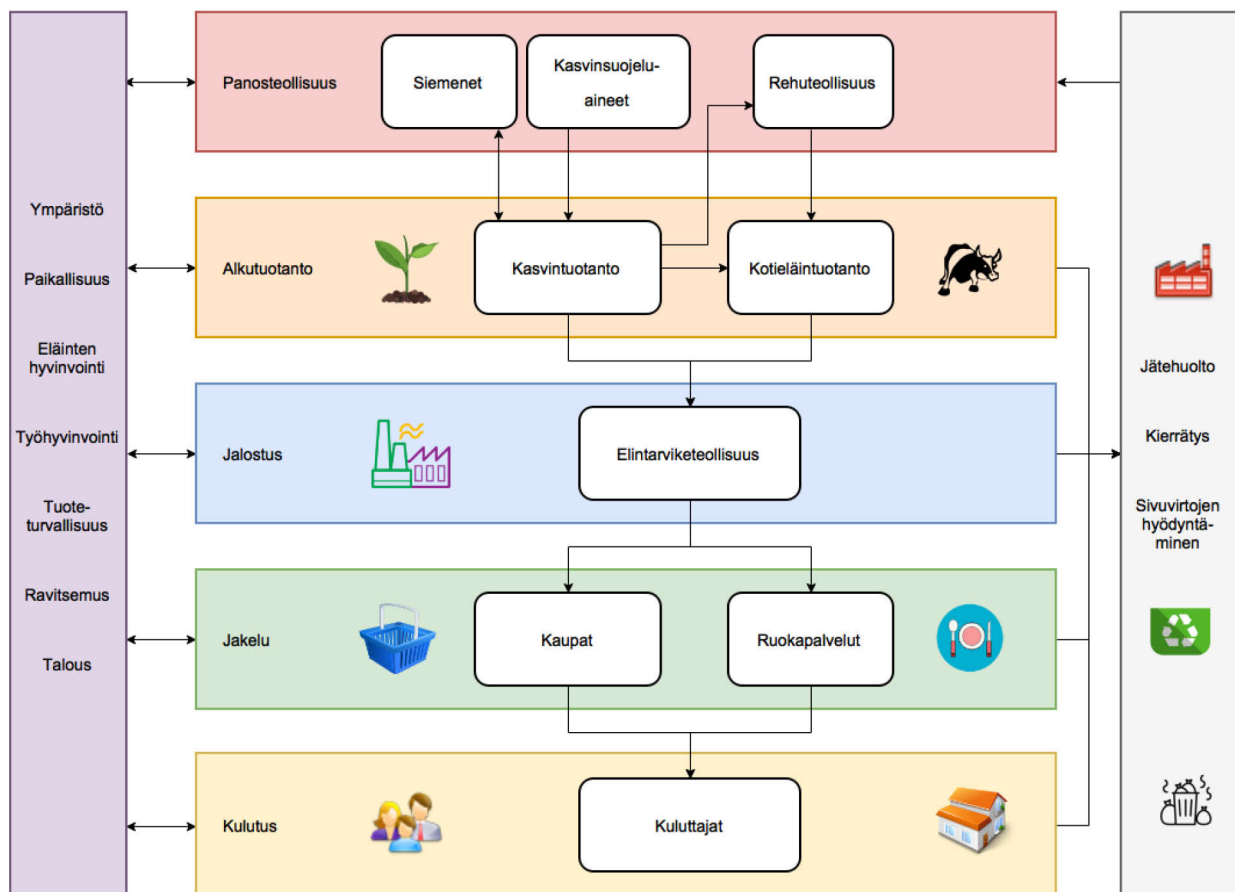 Ympäristö
Paikallisuus
Eläinten
hyvinvointi
Työhyvinvointi
Tuote-
turvallisuus
Ravitsemus
Talous
Panosteollisuus
Siemenet
Kasvinsuojelu-
aineet
Rehuteollisuus
Alkutuotanto
Kasvintuotanto
Kotieläintuotanto
Jalostus
Elintarviketeollisuus
Jakelu
Kaupat
Ruokapalvelut
Kulutus
Kuluttajat
Jätehuolto
Kierrätys
Sivuvirtojen
hyödyntä-
minen